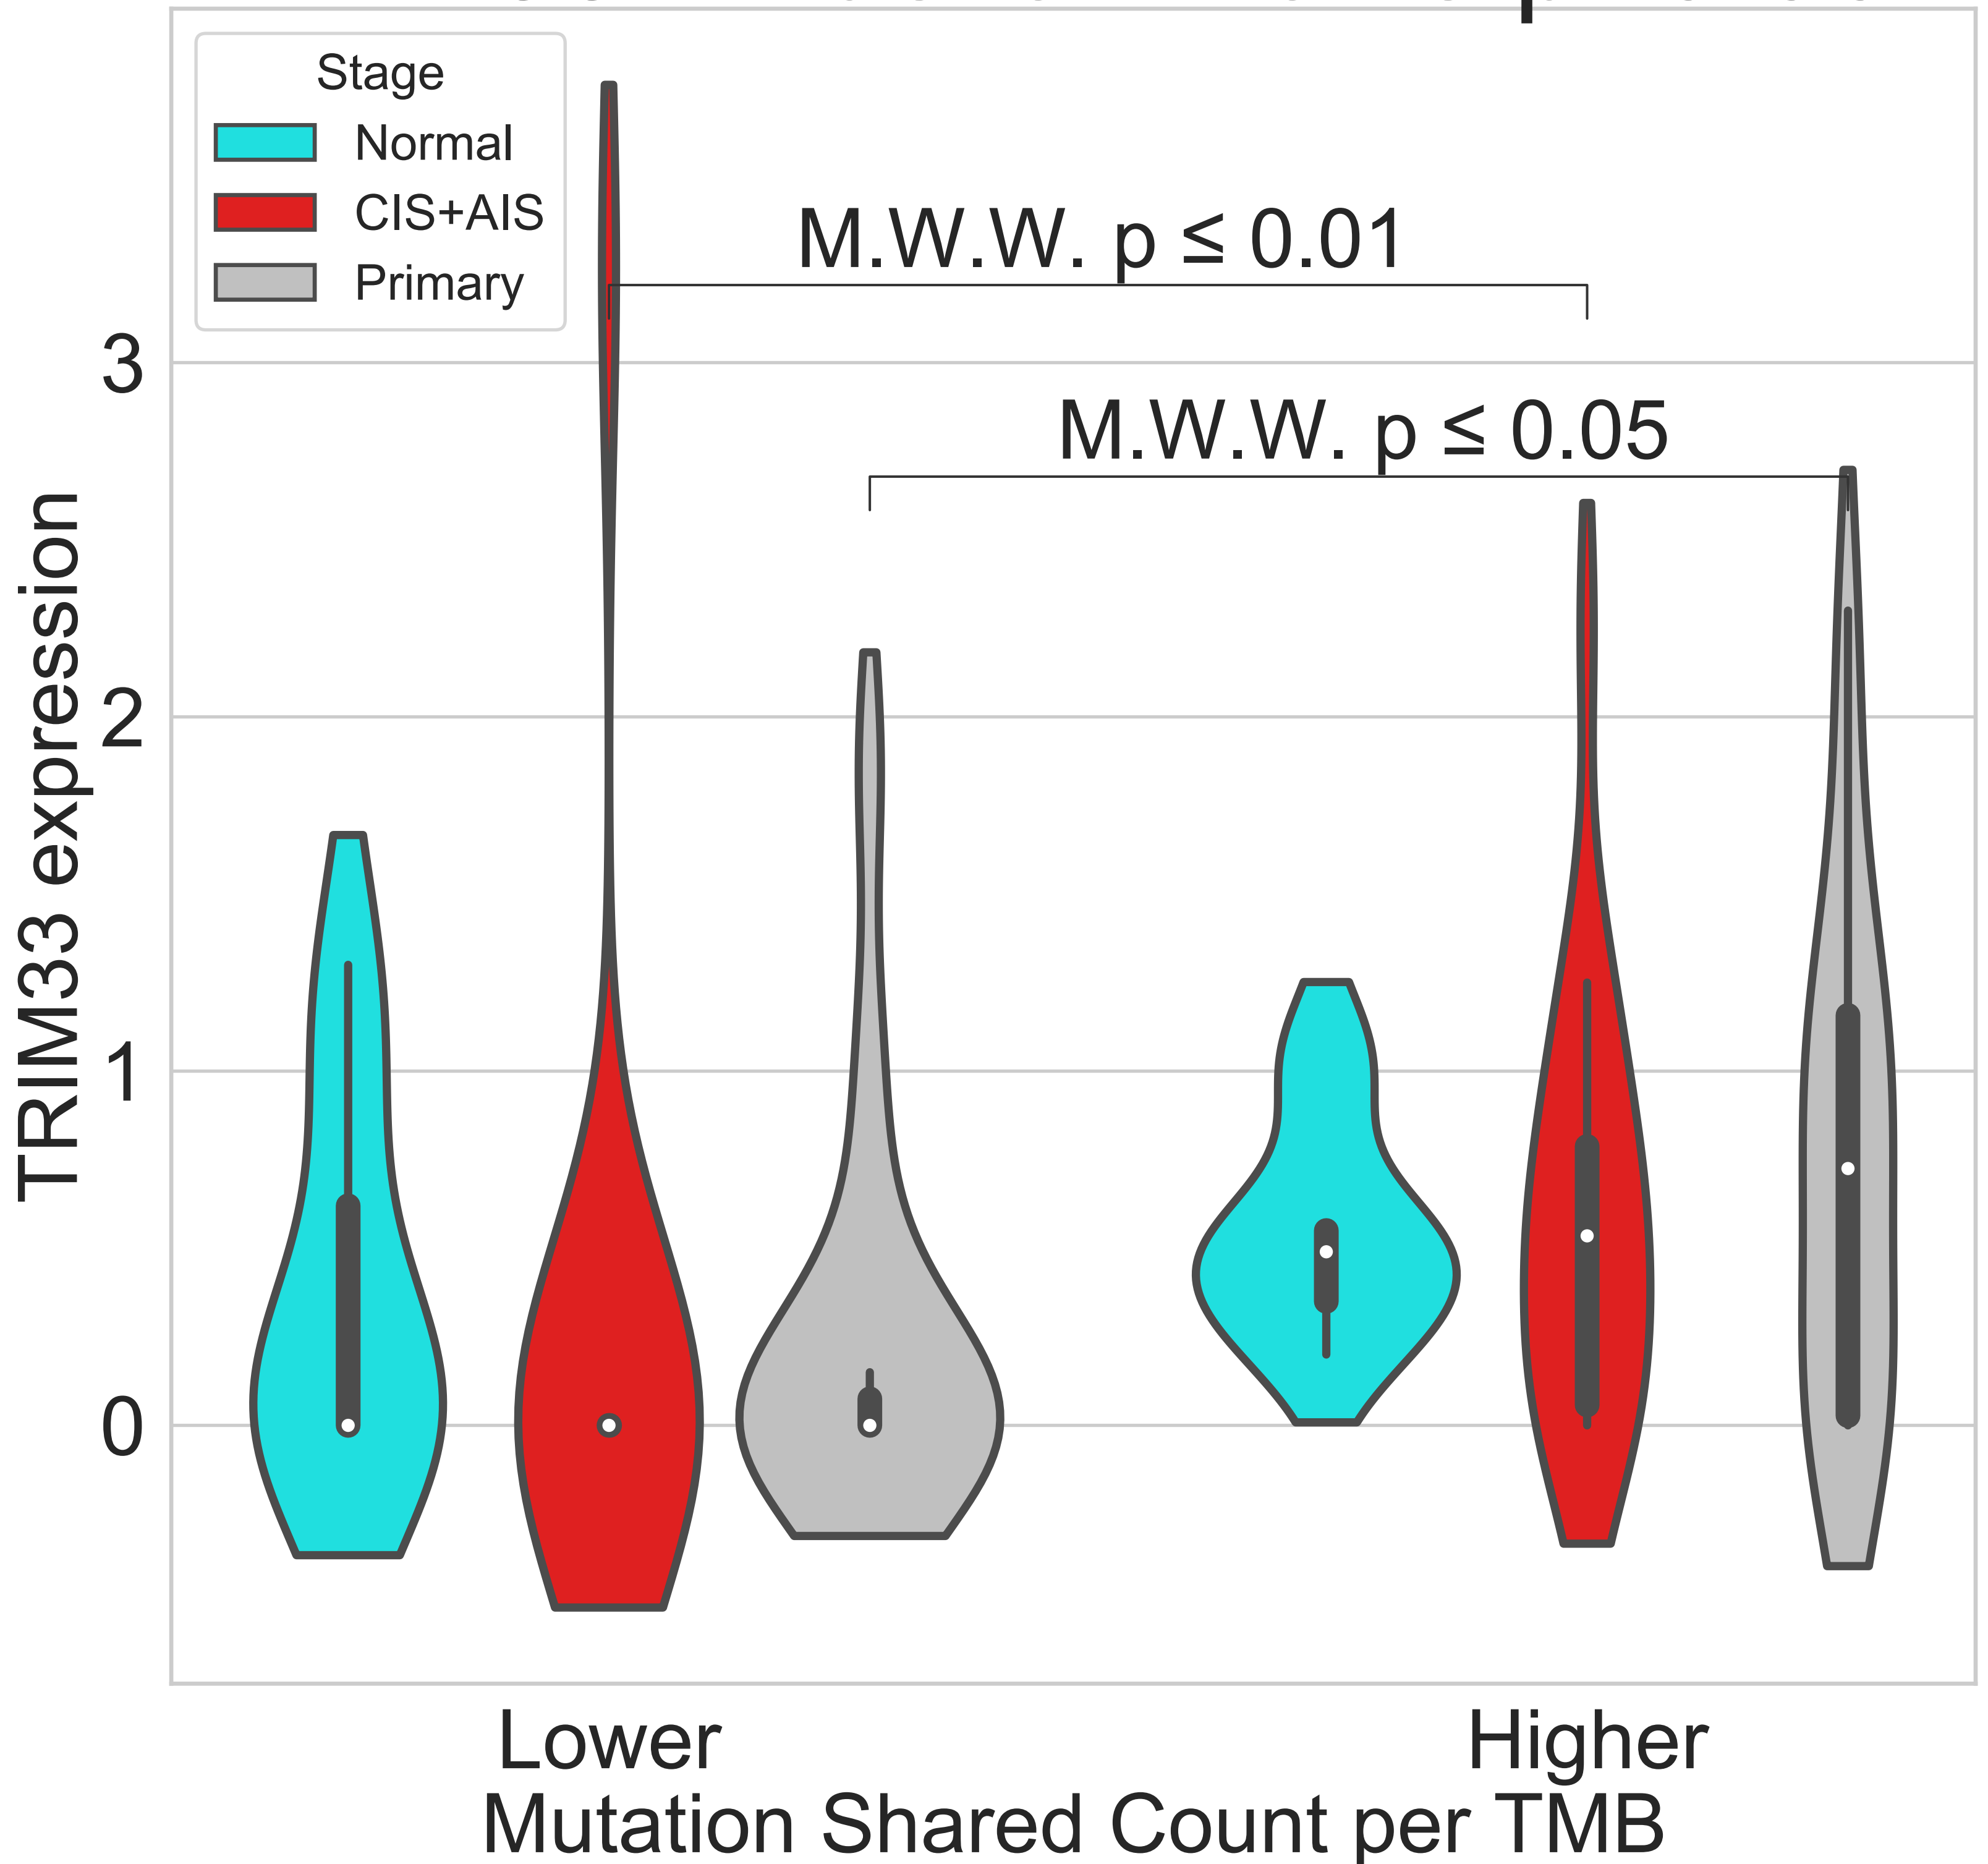 Stage
Normal
CIS+AIS
Primary
M.W.W. p ≤ 0.01
M.W.W. p ≤ 0.05
3
2
1
0
TRIM33 expression
Lower
Higher
Mutation Shared Count per TMB